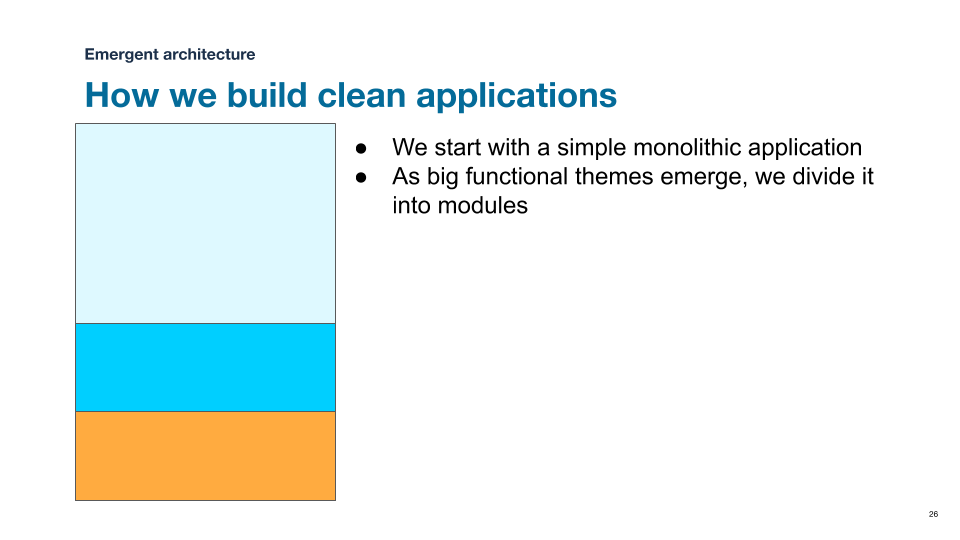 Emergent architecture
How we build clean applications
● We start with a simple monolithic application
● As big functional themes emerge, we divide it
into modules
26